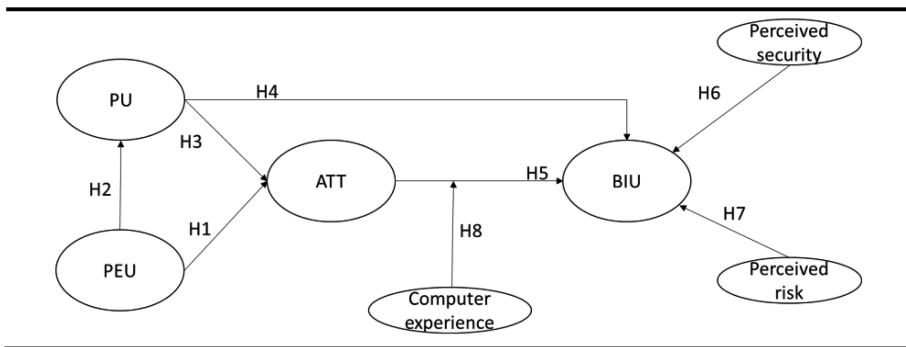 Perceived
security
H4
H6
PU
H3
H5
ATT
BIU
H2
H1
H7
H8
PEU
Perceived
risk
Computer
experience